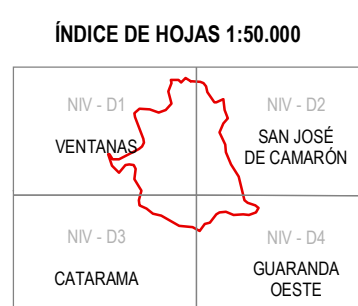 ÍNDICE DE HOJAS 1:50.000
NIV - D1
VENTANAS
NIV - D2
SAN JOSÉ
DE CAMARÓN
NIV - D3
CATARAMA
NIV - D4
GUARANDA
OESTE